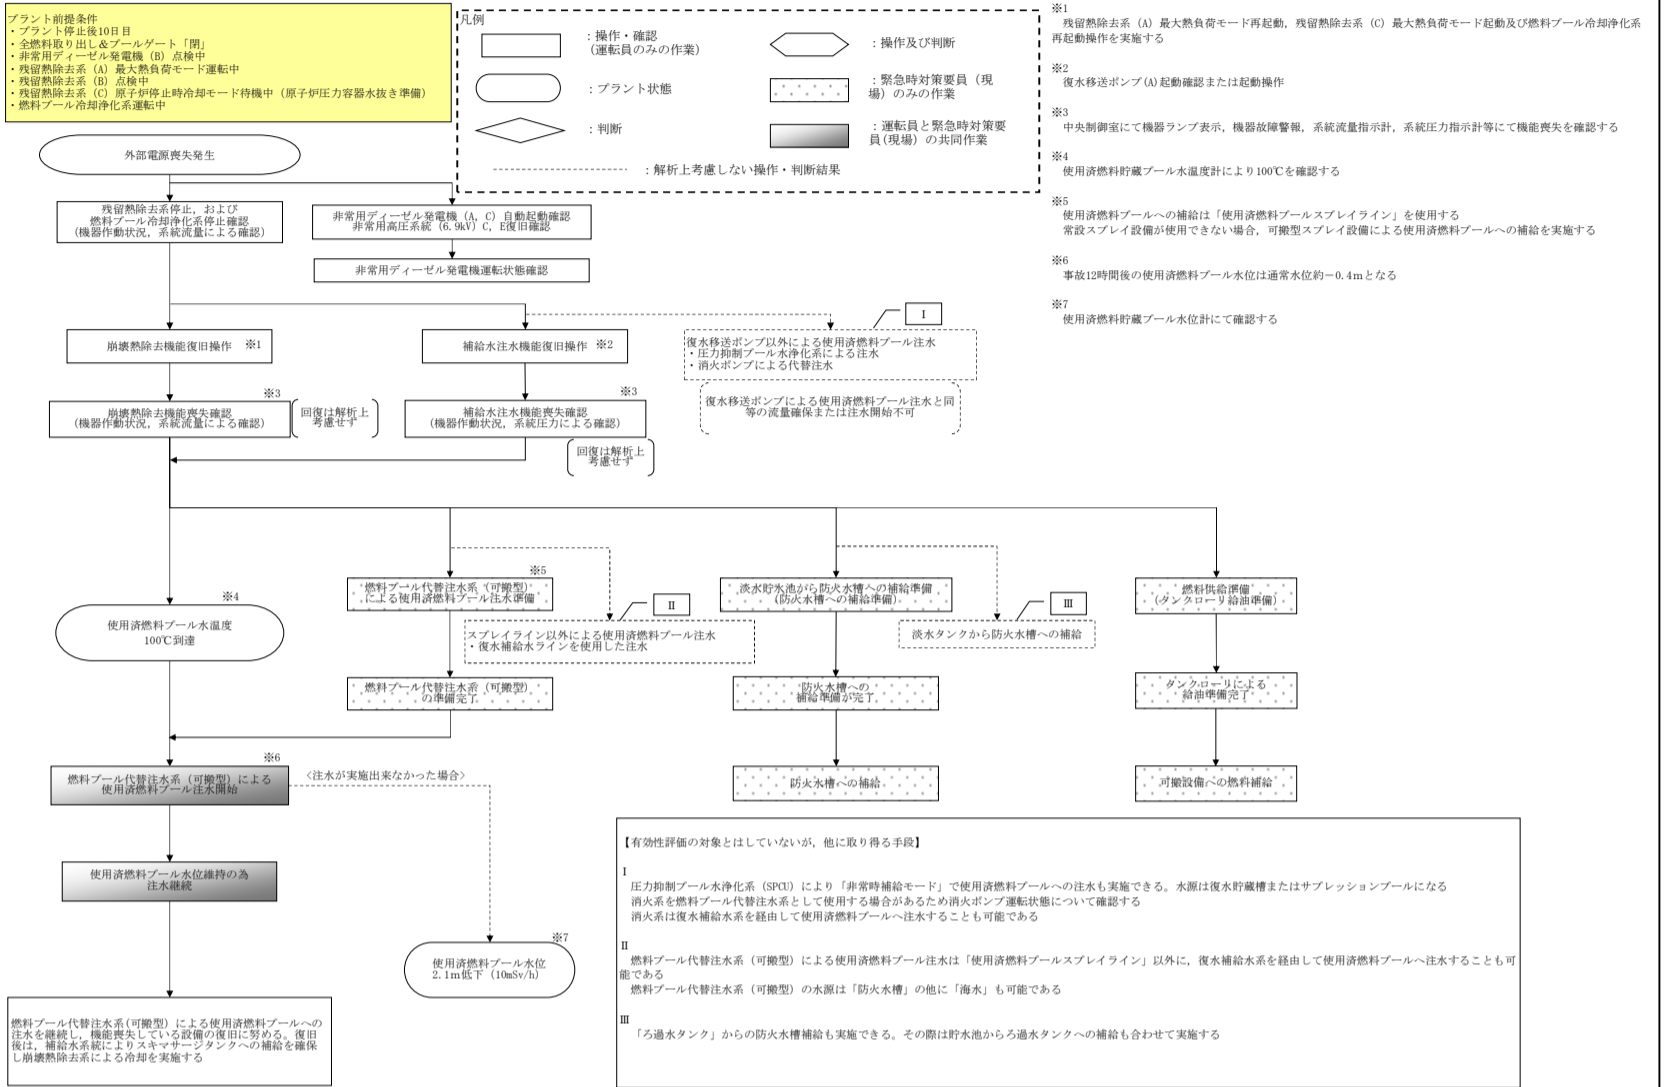 プラント前提条件
・プラント停止後10日目
・全燃料取り出し&プールゲート「閉」
・非常用ディーゼル発電機（B）点検中
・残留熱除去系（A）最大熱負荷モード運転中
・残留熱除去系（B）点検中
・残留熱除去系（C）原子炉停止時冷却モード待機中（原子炉圧力容器水抜き準備）
・燃料プール冷却浄化系運転中
凡例
：操作・確認
（運転員のみの作業）
：操作及び判断
：プラント状態
：緊急時対策要員（現
場）のみの作業
：判断
：運転員と緊急時対策要
員(現場）の共同作業
：解析上考慮しない操作・判断結果
※1
残留熱除去系（A）最大熱負荷モード再起動，残留熱除去系（C）最大熱負荷モード起動及び燃料プール冷却浄化系
再起動操作を実施する
※2
復水移送ポンプ(A)起動確認または起動操作
※3
中央制御室にて機器ランプ表示，機器故障警報，系統流量指示計，系統圧力指示計等にて機能喪失を確認する
※4
使用済燃料貯蔵プール水温度計により100℃を確認する
※5
使用済燃料プールへの補給は「使用済燃料プールスプレイライン」を使用する
常設スプレイ設備が使用できない場合，可搬型スプレイ設備による使用済燃料プールへの補給を実施する
※6
事故12時間後の使用済燃料プール水位は通常水位約－0.4mとなる
※7
使用済燃料貯蔵プール水位計にて確認する
外部電源喪失発生
残留熱除去系停止，および
燃料プール冷却浄化系停止確認
(機器作動状況，系統流量による確認)
非常用ディーゼル発電機（A，C）自動起動確認
非常用高圧系統（6.9kV）C，E復旧確認
非常用ディーゼル発電機運転状態確認
崩壊熱除去機能復旧操作　※1
補給水注水機能復旧操作　※2
Ⅰ
復水移送ポンプ以外による使用済燃料プール注水
・圧力抑制プール水浄化系による注水
・消火ポンプによる代替注水
※3
崩壊熱除去機能喪失確認
(機器作動状況，系統流量による確認)
回復は解析上
考慮せず
※3
補給水注水機能喪失確認
(機器作動状況，系統圧力による確認)
復水移送ポンプによる使用済燃料プール注水と同
等の流量確保または注水開始不可
回復は解析上
考慮せず
※4
使用済燃料プール水温度
100℃到達
※5
燃料プール代替注水系（可搬型）
による使用済燃料プール注水準備
Ⅱ
スプレイライン以外による使用済燃料プール注水
・復水補給水ラインを使用した注水
淡水貯水池から防火水槽への補給準備
(防火水槽への補給準備）
Ⅲ
淡水タンクから防火水槽への補給
燃料供給準備
(タンクローリ給油準備）
燃料プール代替注水系（可搬型）
の準備完了
防火水槽への
補給準備が完了
タンクローリによる
給油準備完了
※6
燃料プール代替注水系（可搬型）による
使用済燃料プール注水開始
<注水が実施出来なかった場合>
防火水槽への補給
可搬設備への燃料補給
使用済燃料プール水位維持の為
注水継続
※7
使用済燃料プール水位
2.1m低下（10mSv/h）
燃料プール代替注水系(可搬型）による使用済燃料プールへの
注水を継続し，機能喪失している設備の復旧に努める。復旧
後は，補給水系統によりスキマサージタンクへの補給を確保
し崩壊熱除去系による冷却を実施する
【有効性評価の対象とはしていないが，他に取り得る手段】
Ⅰ
圧力抑制プール水浄化系（SPCU）により「非常時補給モード」で使用済燃料プールへの注水も実施できる。水源は復水貯蔵槽またはサプレッションプールになる
消火系を燃料プール代替注水系として使用する場合があるため消火ポンプ運転状態について確認する
消火系は復水補給水系を経由して使用済燃料プールへ注水することも可能である
Ⅱ
燃料プール代替注水系（可搬型）による使用済燃料プール注水は「使用済燃料プールスプレイライン」以外に，復水補給水系を経由して使用済燃料プールへ注水することも可
能である
燃料プール代替注水系（可搬型）の水源は「防火水槽」の他に「海水」も可能である
Ⅲ
「ろ過水タンク」からの防火水槽補給も実施できる。その際は貯水池からろ過水タンクへの補給も合わせて実施する